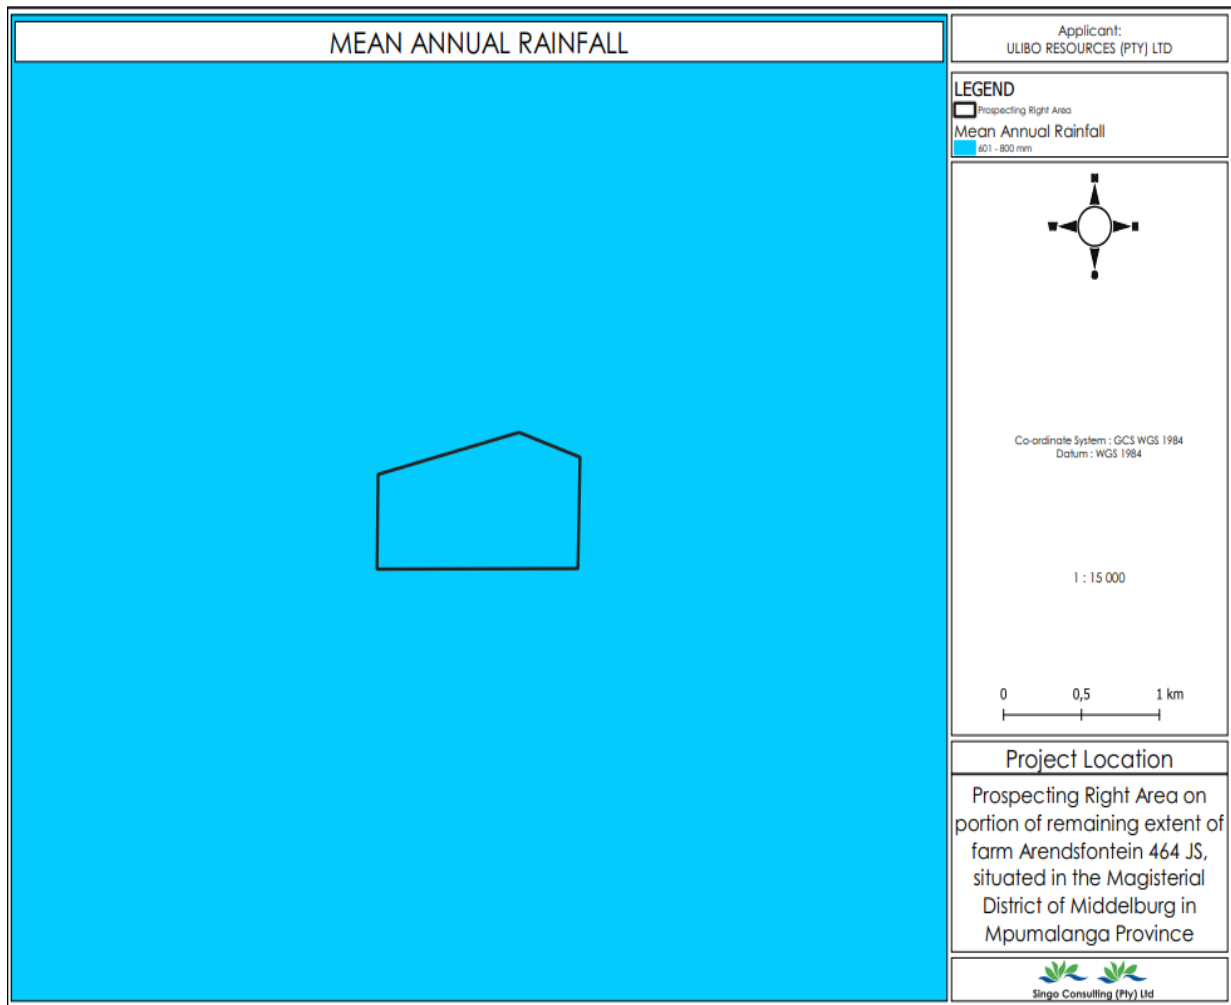 MEAN ANNUAL RAINFALL
Applicant:
ULIBO RESOURCES (PTY) LTD
LEGEND
Prospecting Right Area
Mean Annual Rainfall
601 - 800 mm
Co-ordinate System : GCS WGS 1984
Datum : WGS 1984
1 : 15 000
0 0,5 1 km
Project Location
Prospecting Right Area on
portion of remaining extent of
farm Arendsfontein 464 JS,
situated in the Magisterial
District of Middelburg in
Mpumalanga Province
Singo Consulting (Pty) Ltd